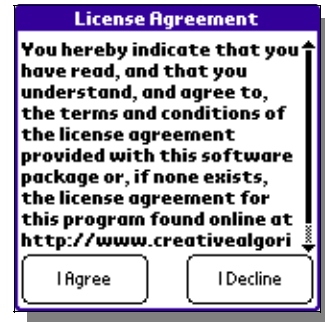 License Agreement
You hereby indicate that you
have read, and that you
understand, and agree to,
the terms and conditions of
the license agreement
provided with this software
package or, if none exists,
the license agreement for
this program found online at
http://www.creativealgori
I Agree
I Decline